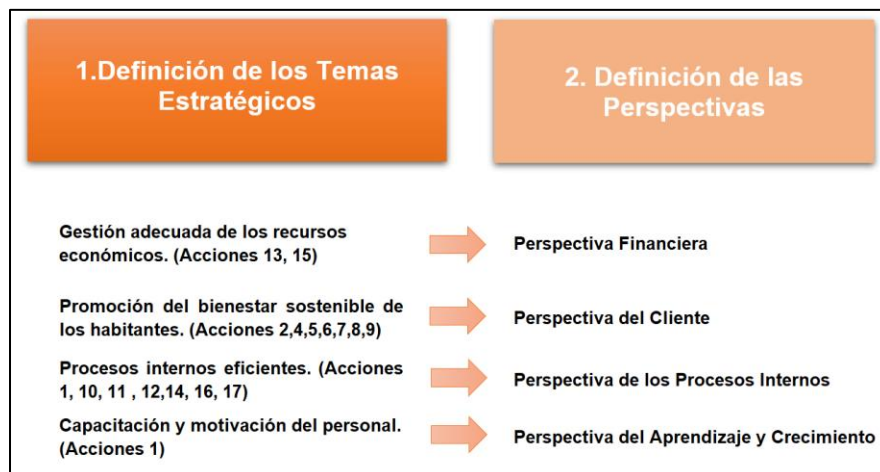 1.Definición de los Temas
Estratégicos
2. Definición de las
Perspectivas
Gestión adecuada de los recursos
económicos. (Acciones 13, 15)
Perspectiva Financiera
Promoción del bienestar sostenible de
los habitantes. (Acciones 2,4,5,6,7,8,9)
Perspectiva del Cliente
Procesos internos eficientes. (Acciones
1, 10, 11 , 12,14, 16, 17)
Perspectiva de los Procesos Internos
Capacitación y motivación del personal.
(Acciones 1)
Perspectiva del Aprendizaje y Crecimiento